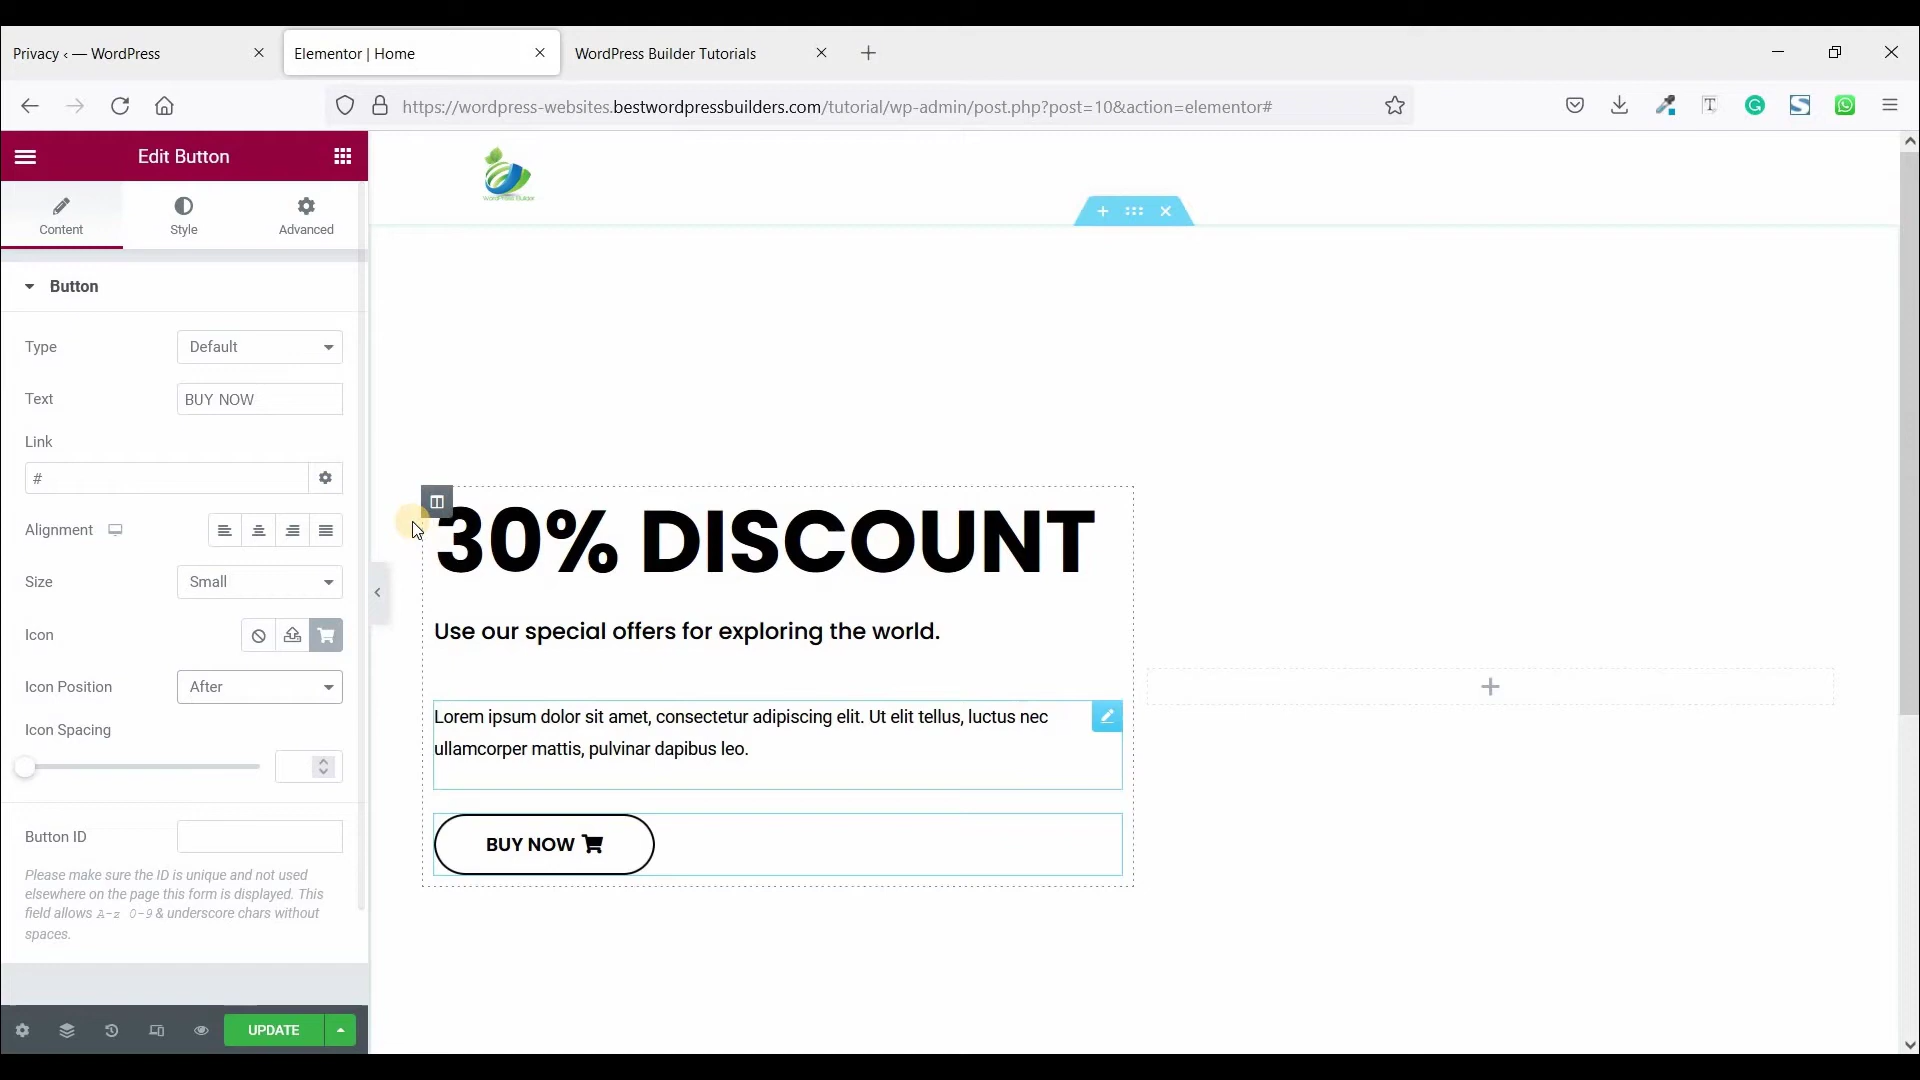 Privacy ‹ — WordPress
Elementor | Home
WordPress Builder Tutorials
https://wordpress-websites.bestwordpressbuilders.com/tutorial/wp-admin/post.php?post=10&action=elementor#
Edit Button
WordPress Builder
Content
Style
Advanced
Button
Type
Default
Text
BUY NOW
Link
#
Alignment
Size
Small
Icon
Icon Position
After
Icon Spacing
Button ID
Please make sure the ID is unique and not used
elsewhere on the page this form is displayed. This
field allows A-z 0-9 & underscore chars without
spaces.
UPDATE
30% DISCOUNT
Use our special offers for exploring the world.
Lorem ipsum dolor sit amet, consectetur adipiscing elit. Ut elit tellus, luctus nec
ullamcorper mattis, pulvinar dapibus leo.
BUY NOW